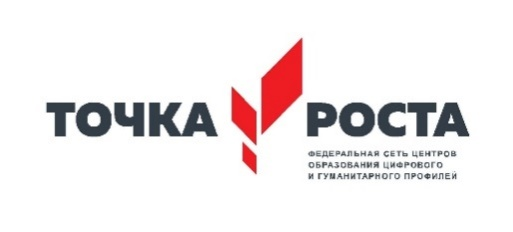 ТОЧКА РОСТА
ФЕДЕРАЛЬНАЯ СЕТЬ ЦЕНТРОВ
ОБРАЗОВАНИЯ ЦИФРОВОГО
И ГУМАНИТАРНОГО ПРОФИЛЕЙ